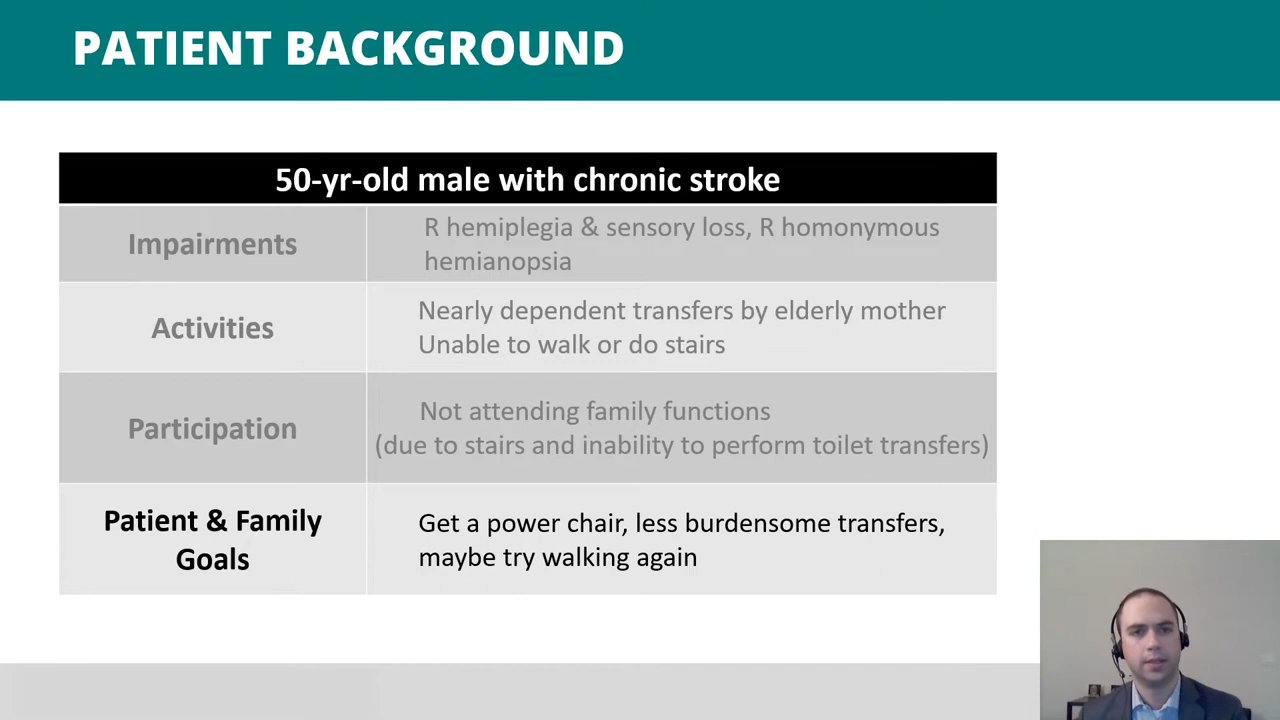 PATIENT BACKGROUND
50-yr-old male with chronic stroke
Impairments
R hemiplegia & sensory loss, R homonymous
hemianopsia
Activities
Nearly dependent transfers by elderly mother
Unable to walk or do stairs
Participation
Not attending family functions
(due to stairs and inability to perform toilet transfers)
Patient & Family
Goals
Get a power chair, less burdensome transfers,
maybe try walking again